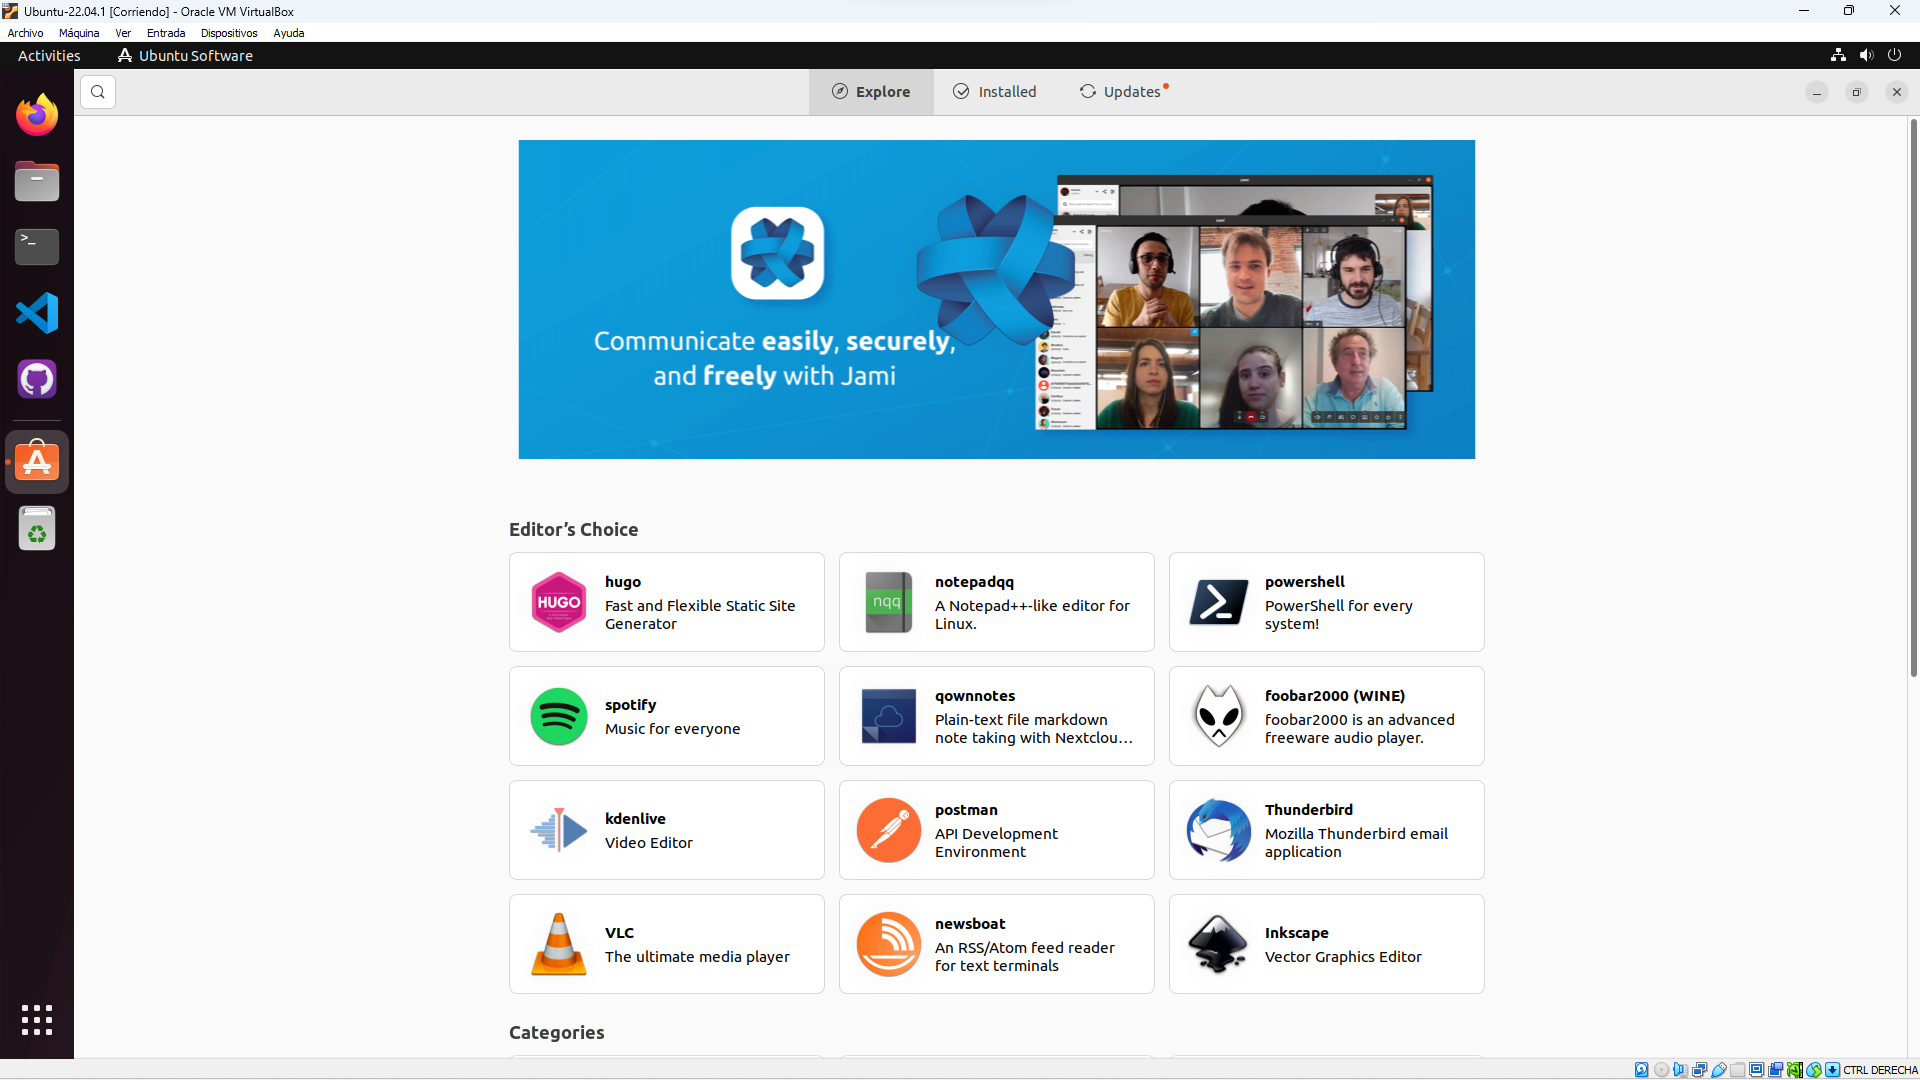 Ubuntu-22.04.1 [Corriendo] - Oracle VM VirtualBox
Archivo Máquina Ver Entrada Dispositivos Ayuda
Activities Ubuntu Software
Explore Installed Updates
Communicate easily, securely,
and freely with Jami
Editor’s Choice
HUGO
hugo
Fast and Flexible Static Site
Generator
nqq
notepadqq
A Notepad++-like editor for
Linux.
powershell
PowerShell for every
system!
spotify
Music for everyone
qownnotes
Plain-text file markdown
note taking with Nextclou…
foobar2000 (WINE)
foobar2000 is an advanced
freeware audio player.
kdenlive
Video Editor
postman
API Development
Environment
Thunderbird
Mozilla Thunderbird email
application
VLC
The ultimate media player
newsboat
An RSS/Atom feed reader
for text terminals
Inkscape
Vector Graphics Editor
Categories
CTRL DERECHA